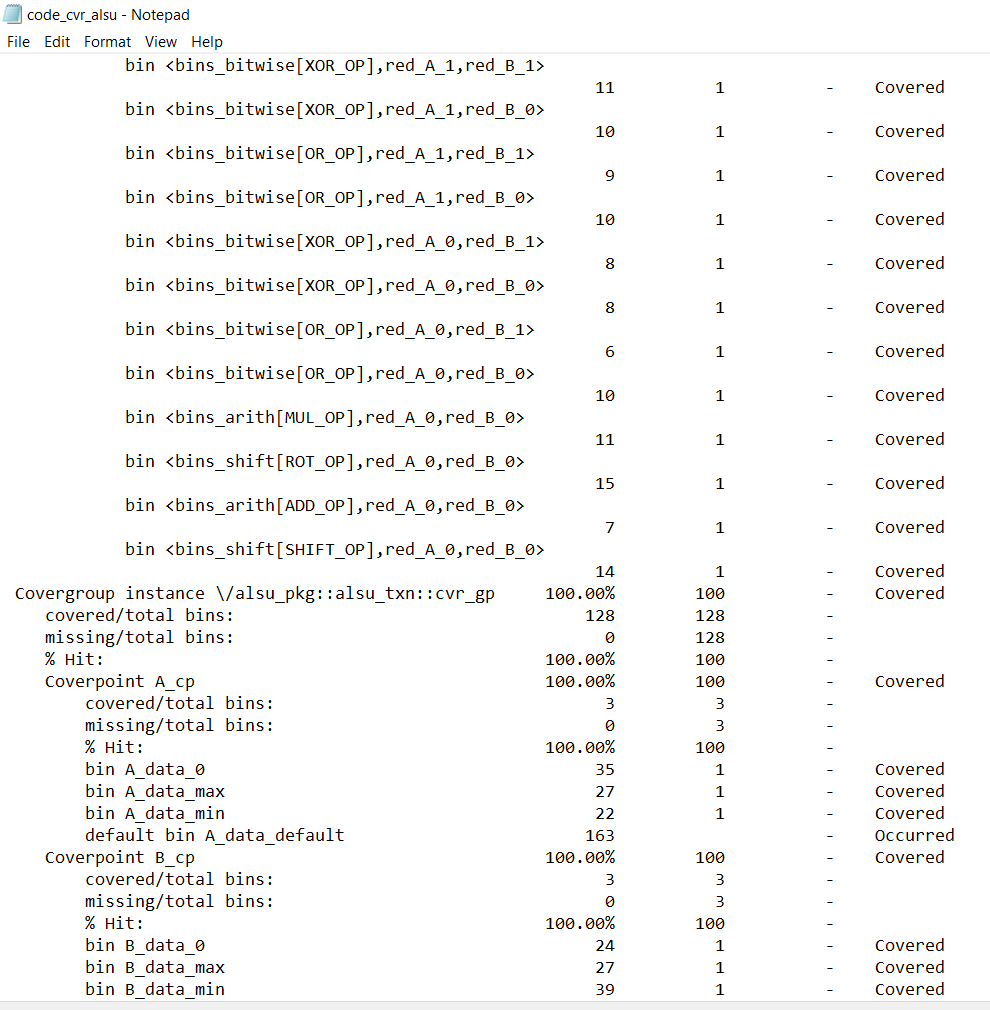 code_cvr_alsu - Notepad
File Edit Format View Help
bin <bins_bitwise[XOR_OP],red_A_1,red_B_1>
11 1 - Covered
bin <bins_bitwise[XOR_OP],red_A_1,red_B_0>
10 1 - Covered
bin <bins_bitwise[OR_OP],red_A_1,red_B_1>
9 1 - Covered
bin <bins_bitwise[OR_OP],red_A_1,red_B_0>
10 1 - Covered
bin <bins_bitwise[XOR_OP],red_A_0,red_B_1>
8 1 - Covered
bin <bins_bitwise[XOR_OP],red_A_0,red_B_0>
8 1 - Covered
bin <bins_bitwise[OR_OP],red_A_0,red_B_1>
6 1 - Covered
bin <bins_bitwise[OR_OP],red_A_0,red_B_0>
10 1 - Covered
bin <bins_arith[MUL_OP],red_A_0,red_B_0>
11 1 - Covered
bin <bins_shift[ROT_OP],red_A_0,red_B_0>
15 1 - Covered
bin <bins_arith[ADD_OP],red_A_0,red_B_0>
7 1 - Covered
bin <bins_shift[SHIFT_OP],red_A_0,red_B_0>
14 1 - Covered
Covergroup instance \/alsu_pkg::alsu_txn::cvr_gp 100.00% 100 - Covered
covered/total bins: 128 128 -
missing/total bins: 0 128 -
% Hit: 100.00% 100 -
Coverpoint A_cp 100.00% 100 - Covered
covered/total bins: 3 3 -
missing/total bins: 0 3 -
% Hit: 100.00% 100 -
bin A_data_0 35 1 - Covered
bin A_data_max 27 1 - Covered
bin A_data_min 22 1 - Covered
default bin A_data_default 163 - Occurred
Coverpoint B_cp 100.00% 100 - Covered
covered/total bins: 3 3 -
missing/total bins: 0 3 -
% Hit: 100.00% 100 -
bin B_data_0 24 1 - Covered
bin B_data_max 27 1 - Covered
bin B_data_min 39 1 - Covered